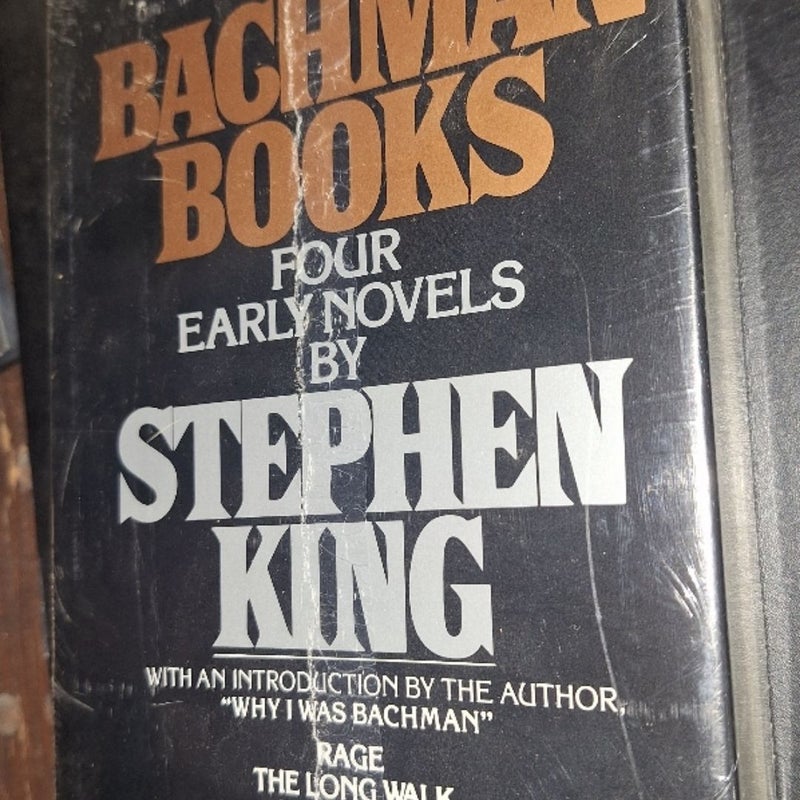 BACHMAN
BOOKS
FOUR
EARLY NOVELS
BY
STEPHEN
KING
WITH AN INTRODUCTION BY THE AUTHOR,
"WHY I WAS BACHMAN"
RAGE
THE LONG WALK